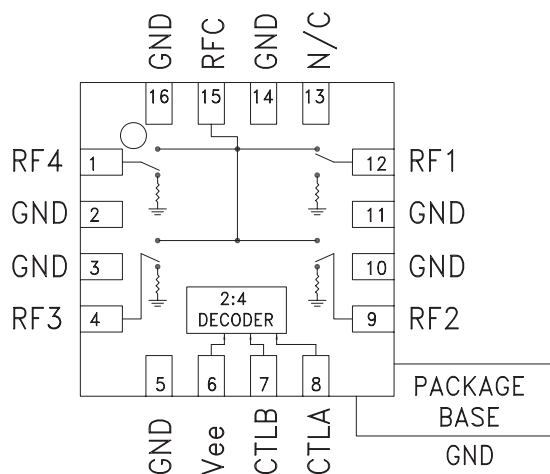 GND RFC GND N/C
16 15 14 13
RF4 1 12 RF1
GND 2 11 GND
GND 3 10 GND
RF3 4 9 RF2
2:4
DECODER
5 6 7 8
GND Vee CTLB CTLA
PACKAGE
BASE
GND